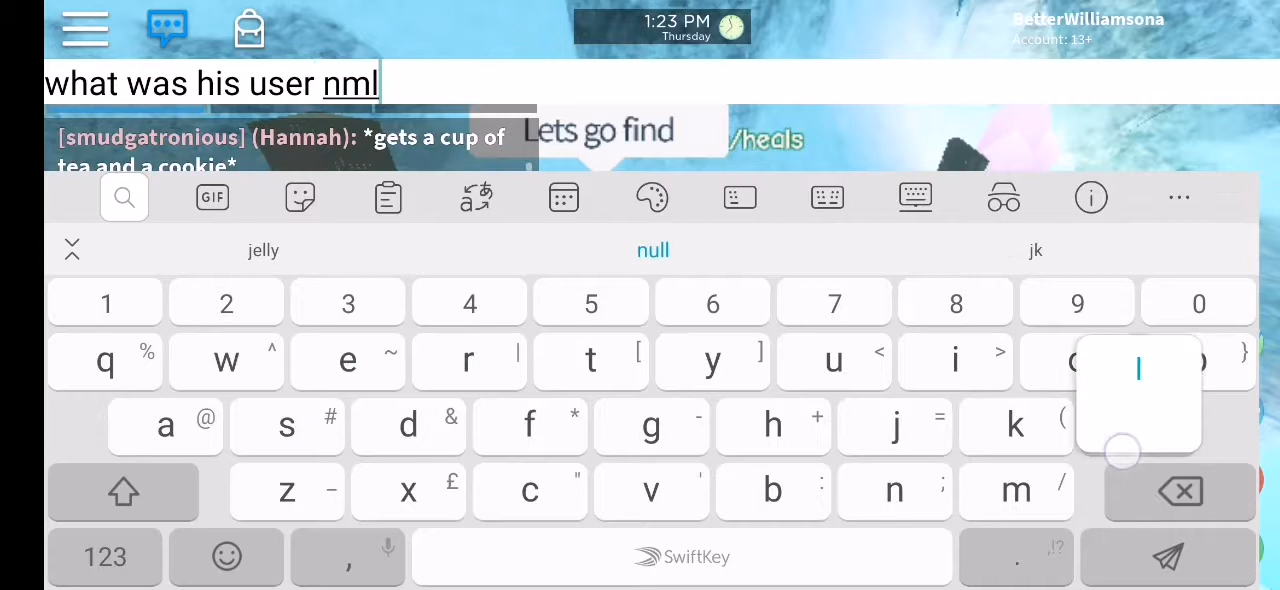 1:23 PM
Thursday
BetterWilliamsona
Account: 13+
what was his user nml
[smudgatronious] (Hannah): *gets a cup of
tea and a cookie*
Lets go find
/heals
GIF
jelly null jk
1 2 3 4 5 6 7 8 9 0
q % w ^ e ~ r | t [ y ] u < i > }
a @ s # d & f * g - h + j = k ( l
z _ x £ c " v ' b : n ; m /
123 , SwiftKey . ,!?